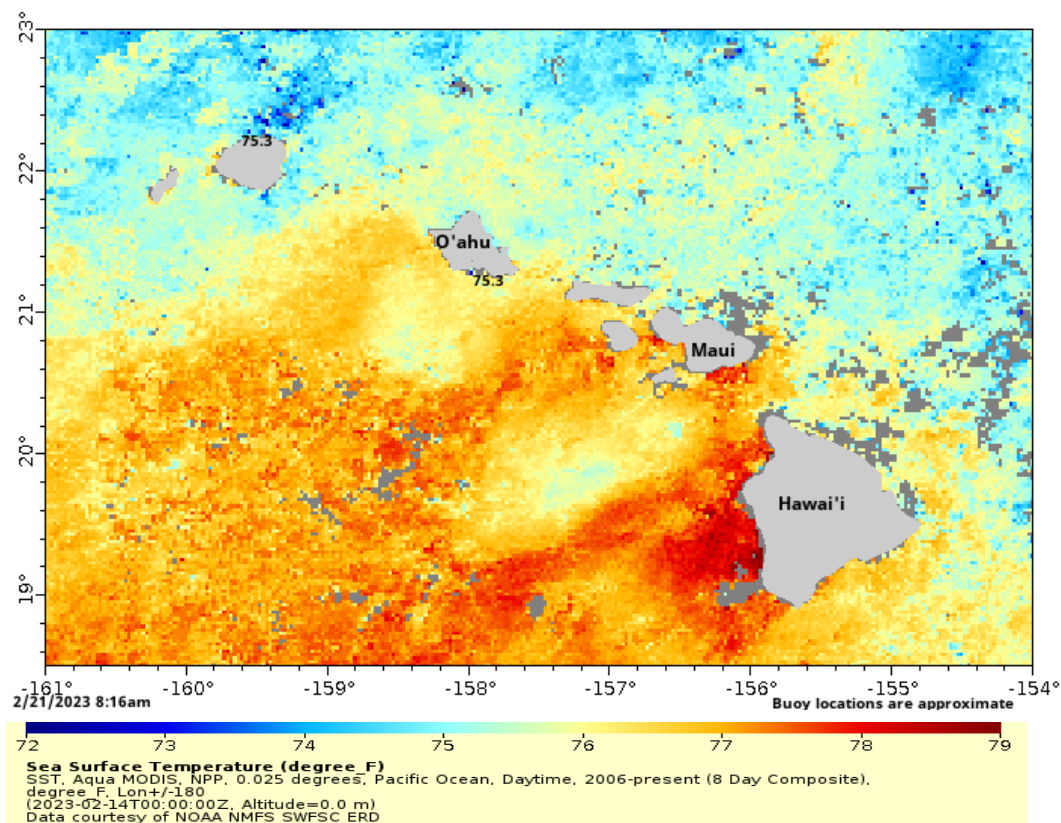 23°
22°
21°
20°
19°
75.3
O'ahu
75.3
Maui
Hawai'i
-161° -160° -159° -158° -157° -156° -155° -154°
2/21/2023 8:16am
Buoy locations are approximate
72 73 74 75 76 77 78 79
Sea Surface Temperature (degree_F)
SST, Aqua MODIS, NPP, 0.025 degrees, Pacific Ocean, Daytime, 2006-present (8 Day Composite),
degree_F, Lon+/-180
(2023-02-14T00:00:00Z, Altitude=0.0 m)
Data courtesy of NOAA NMFS SWFSC ERD